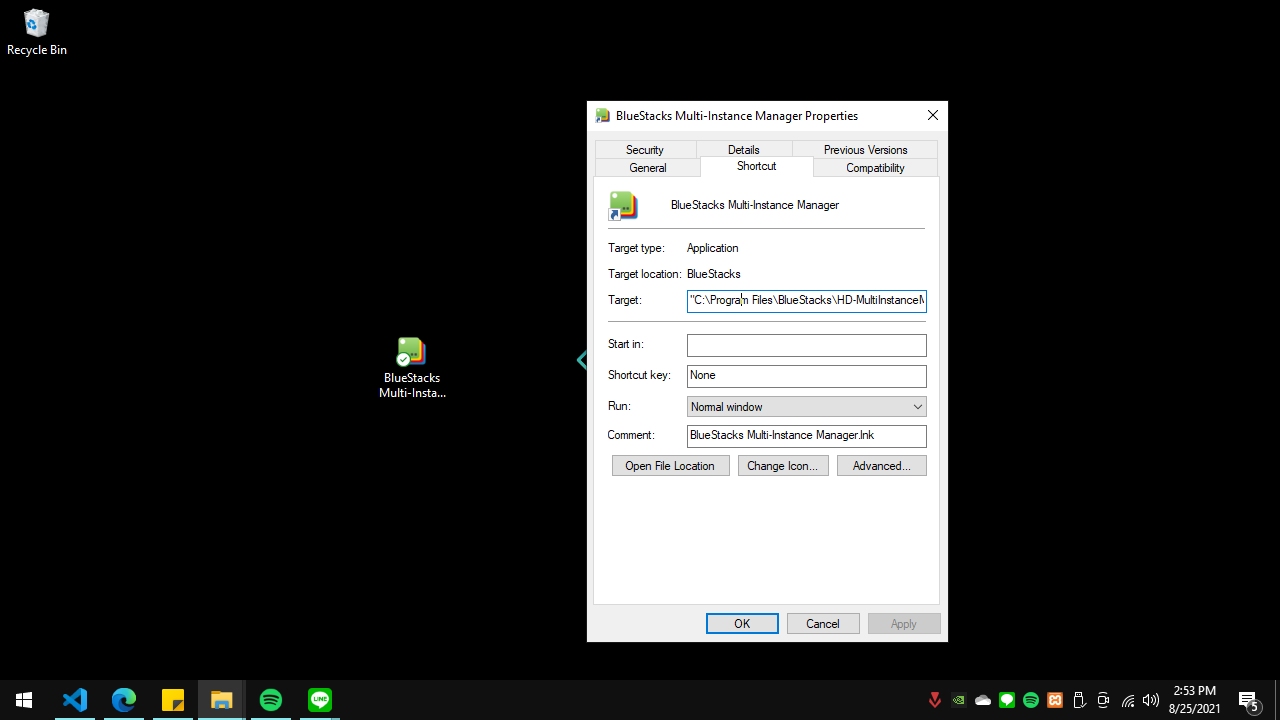 Recycle Bin
BlueStacks
Multi-Insta...
BlueStacks Multi-Instance Manager Properties
Security
Details
Previous Versions
General
Shortcut
Compatibility
BlueStacks Multi-Instance Manager
Target type: Application
Target location: BlueStacks
Target: "C:\Program Files\BlueStacks\HD-MultiInstanceM
Start in:
Shortcut key: None
Run: Normal window
Comment: BlueStacks Multi-Instance Manager.lnk
Open File Location
Change Icon...
Advanced...
OK
Cancel
Apply
LINE
2:53 PM
8/25/2021
5